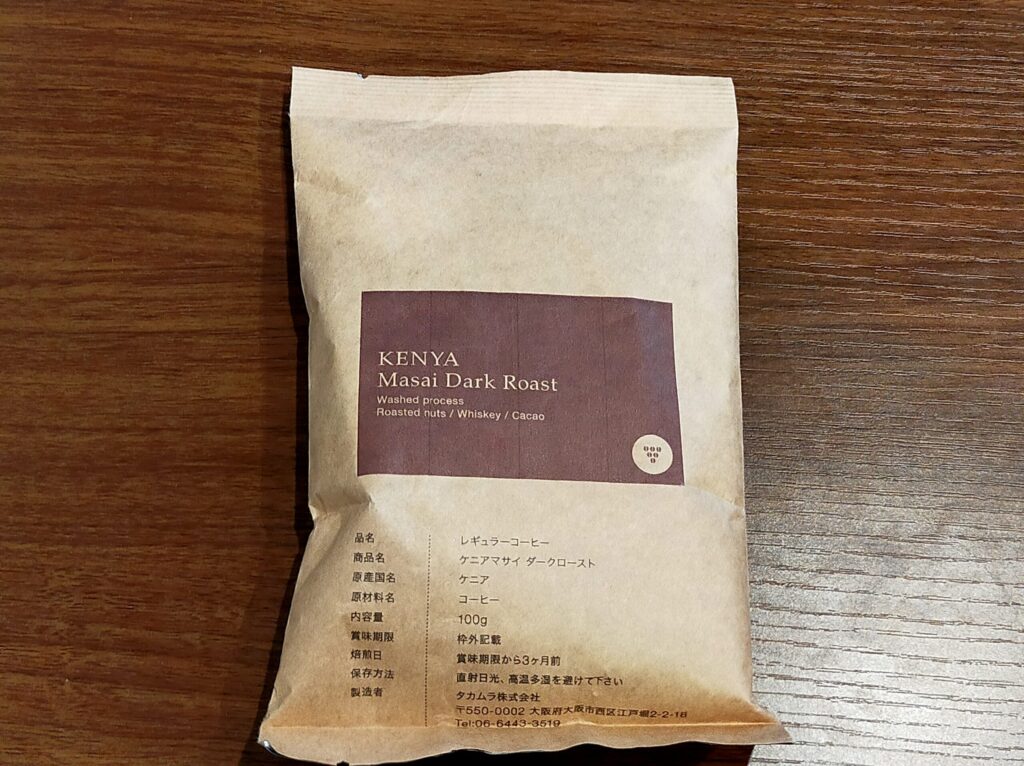 KENYA
Masai Dark Roast
Washed process
Roasted nuts / Whiskey / Cacao
品名 レギュラーコーヒー
商品名 ケニアマサイ ダークロースト
原産国名 ケニア
原材料名 コーヒー
内容量 100g
賞味期限 枠外記載
焙煎日 賞味期限から3ヶ月前
保存方法 直射日光、高温多湿を避けて下さい
製造者 タカムラ株式会社
〒550-0002 大阪府大阪市西区江戸堀2-2-18
Tel:06-6443-3519